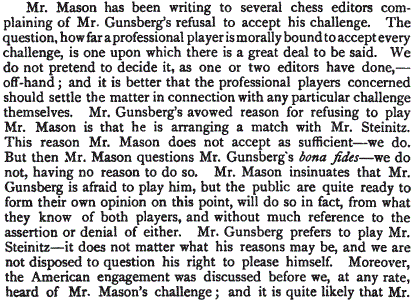 Mr. Mason has been writing to several chess editors com-
plaining of Mr. Gunsberg's refusal to accept his challenge. The
question, how far a professional player is morally bound to accept every
challenge, is one upon which there is a great deal to be said. We
do not pretend to decide it, as one or two editors have done,—
off-hand; and it is better that the professional players concerned
should settle the matter in connection with any particular challenge
themselves. Mr. Gunsberg's avowed reason for refusing to play
Mr. Mason is that he is arranging a match with Mr. Steinitz.
This reason Mr. Mason does not accept as sufficient—we do.
But then Mr. Mason questions Mr. Gunsberg's bona fides—we do
not, having no reason to do so. Mr. Mason insinuates that Mr.
Gunsberg is afraid to play him, but the public are quite ready to
form their own opinion on this point, will do so in fact, from what
they know of both players, and without much reference to the
assertion or denial of either. Mr. Gunsberg prefers to play Mr.
Steinitz—it does not matter what his reasons may be, and we are
not disposed to question his right to please himself. Moreover,
the American engagement was discussed before we, at any rate,
heard of Mr. Mason's challenge; and it is quite likely that Mr.